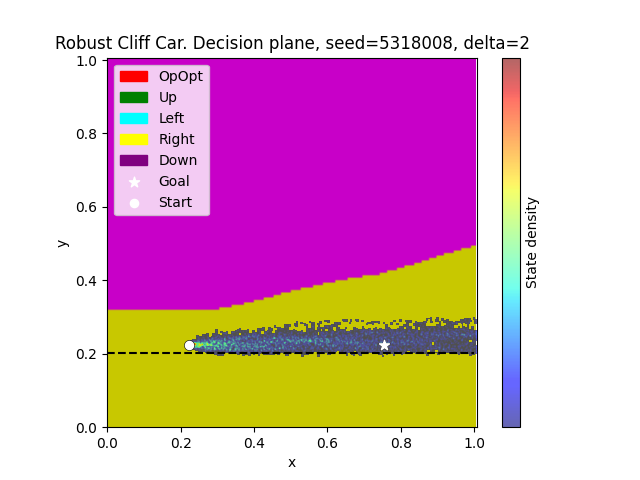 Robust Cliff Car. Decision plane, seed=5318008, delta=2
1.0
0.8
0.6
0.4
0.2
0.0
y
OpOpt
Up
Left
Right
Down
Goal
Start
0.0 0.2 0.4 0.6 0.8 1.0
x
State density